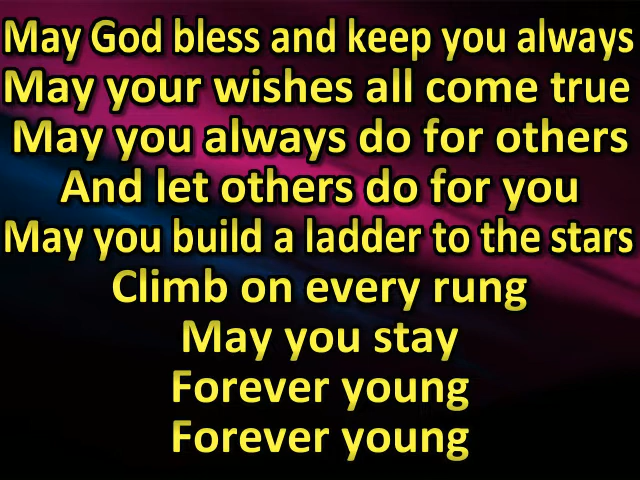 May God bless and keep you always
May your wishes all come true
May you always do for others
And let others do for you
May you build a ladder to the stars
Climb on every rung
May you stay
Forever young
Forever young